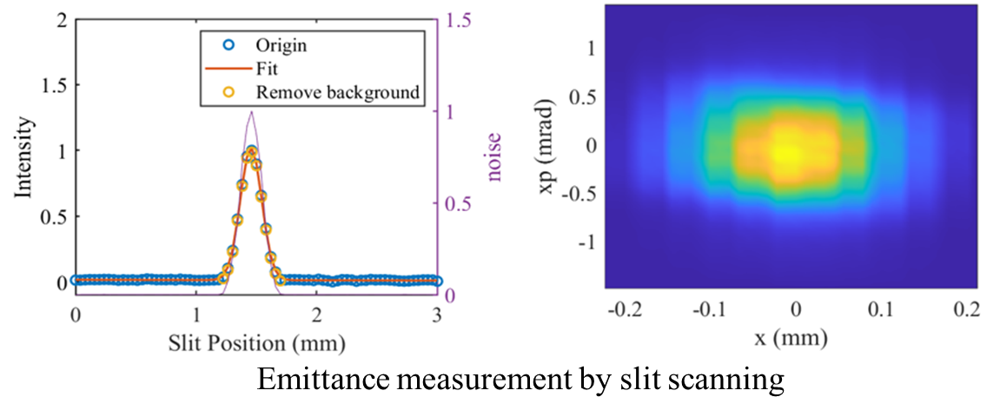 2
1.5
1
0.5
0
Intensity
0
1
2
3
Slit Position (mm)
1.5
1
0.5
0
noise
Origin
Fit
Remove background
1
0.5
0
-0.5
-1
xp (mrad)
-0.2
-0.1
0
0.1
0.2
x (mm)
Emittance measurement by slit scanning